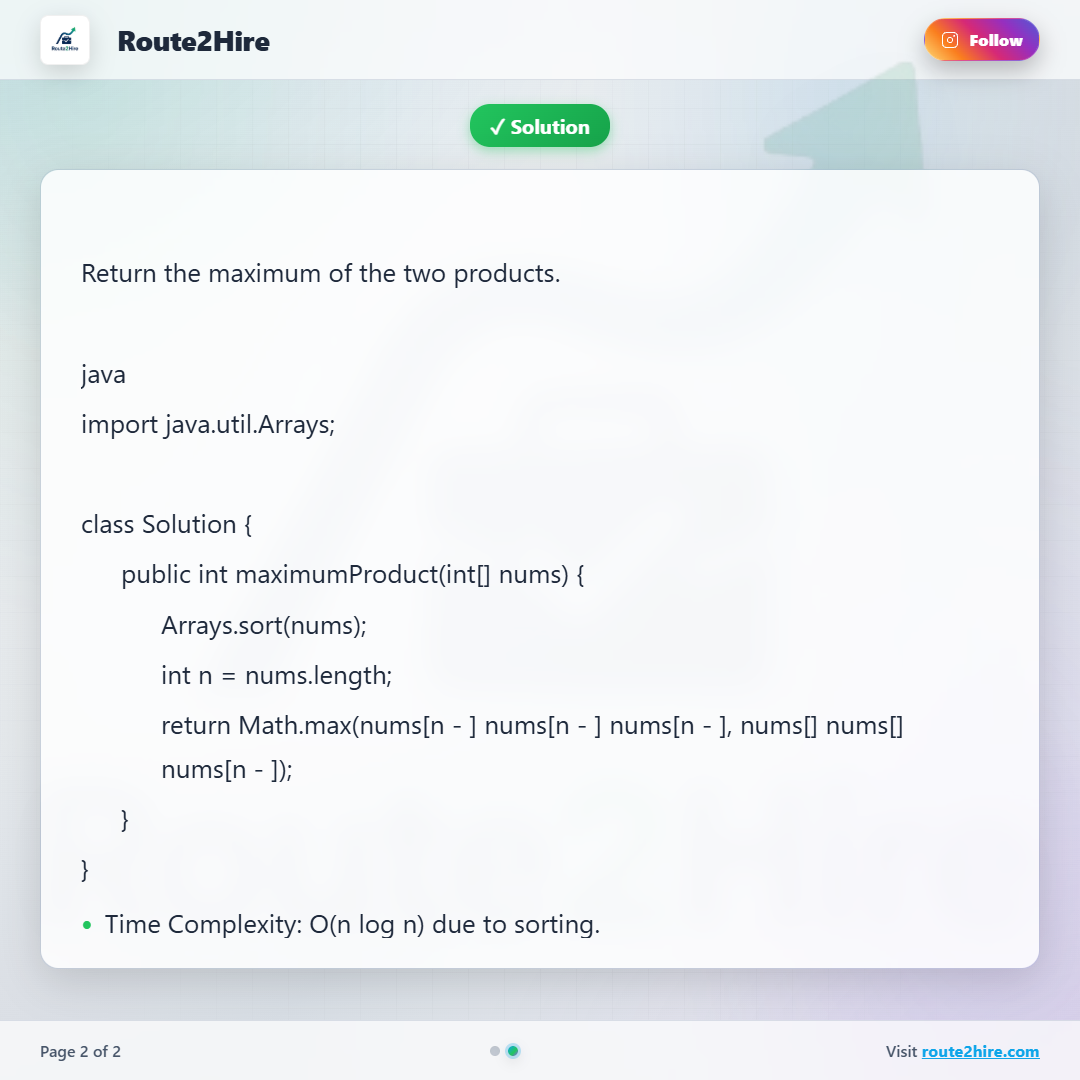 Route2Hire
Route2Hire
Follow
✓ Solution
Return the maximum of the two products.
java
import java.util.Arrays;
class Solution {
public int maximumProduct(int[] nums) {
Arrays.sort(nums);
int n = nums.length;
return Math.max(nums[n - ] nums[n - ] nums[n - ], nums[] nums[]
nums[n - ]);
}
}
• Time Complexity: O(n log n) due to sorting.
Page 2 of 2
Visit route2hire.com